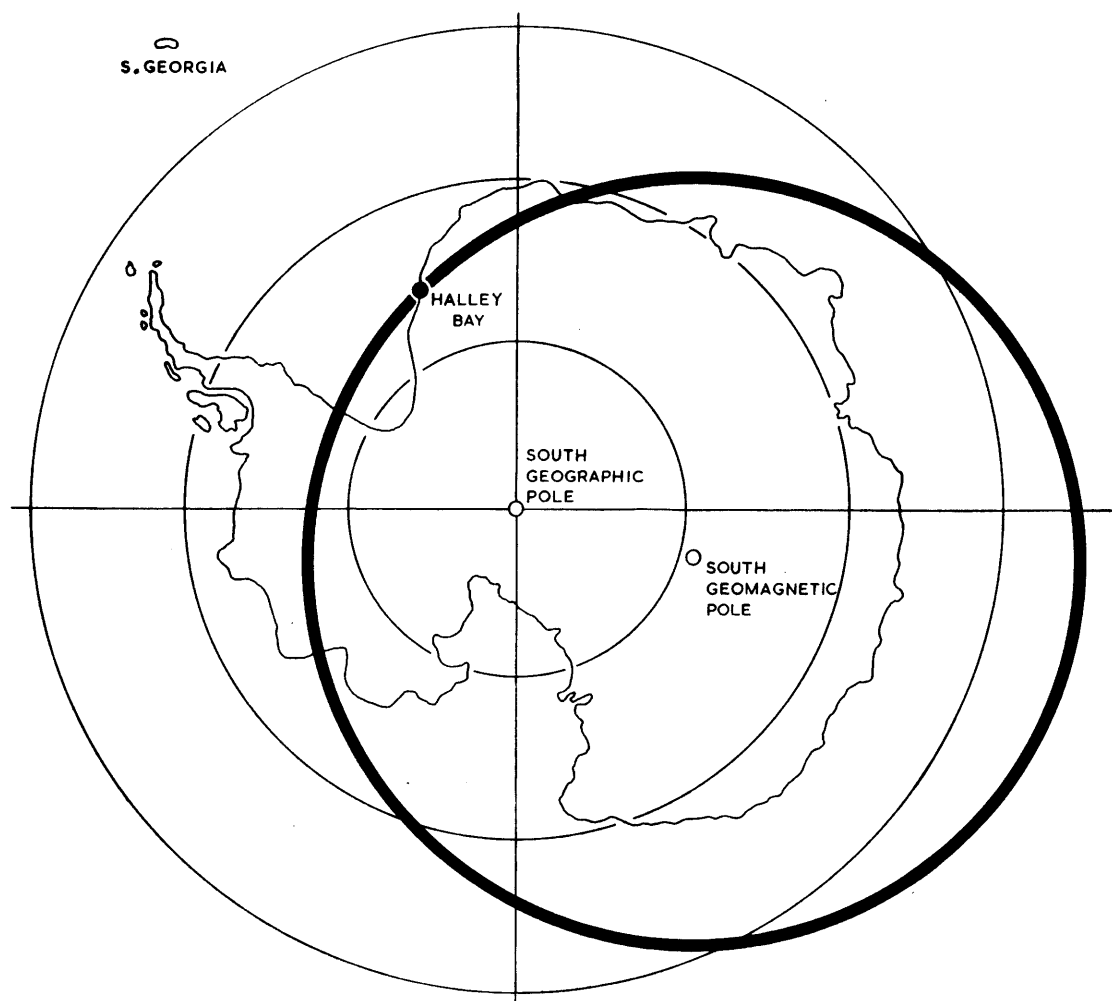 S. GEORGIA
HALLEY
BAY
SOUTH
GEOGRAPHIC
POLE
SOUTH
GEOMAGNETIC
POLE